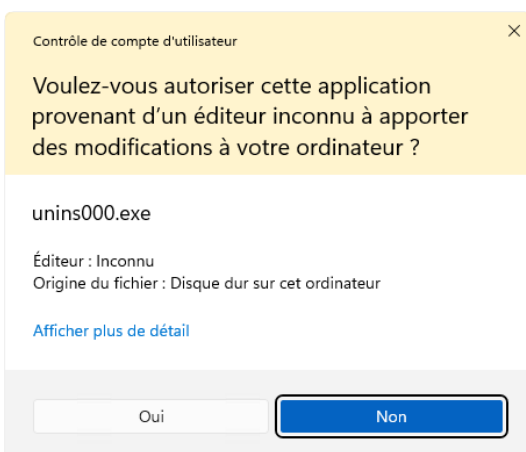 Contrôle de compte d'utilisateur
Voulez-vous autoriser cette application
provenant d’un éditeur inconnu à apporter
des modifications à votre ordinateur ?
unins000.exe
Éditeur : Inconnu
Origine du fichier : Disque dur sur cet ordinateur
Afficher plus de détail
Oui
Non